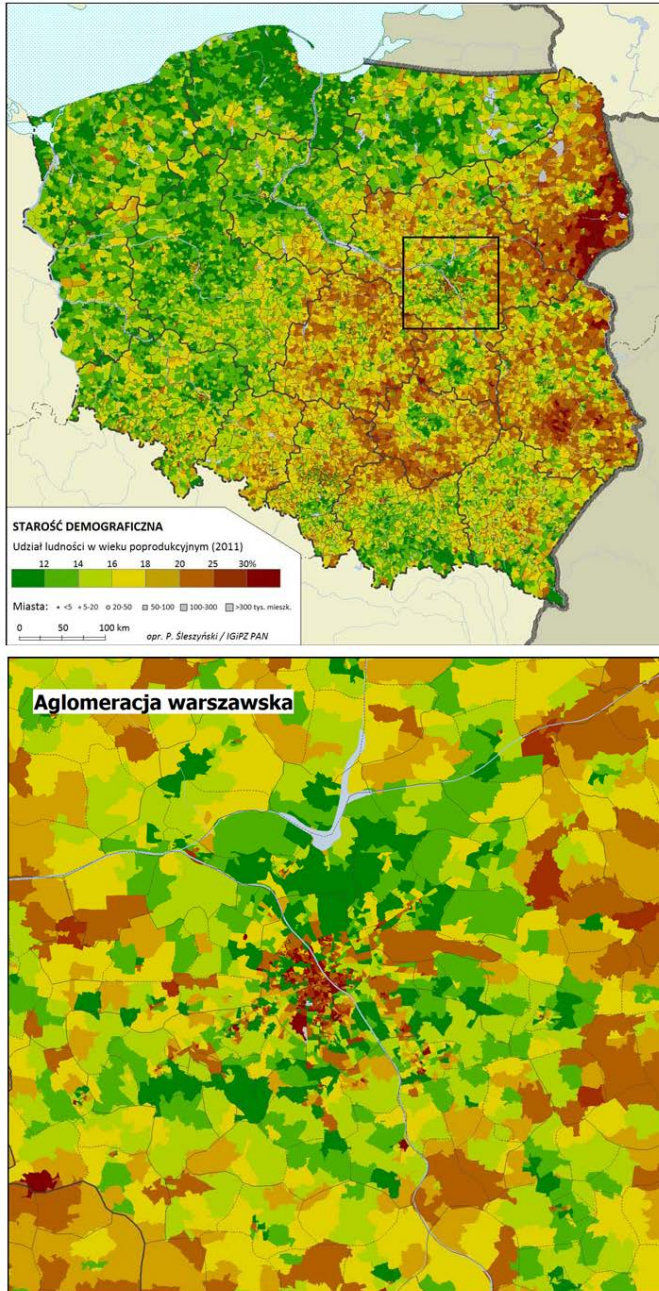 STAROŚĆ DEMOGRAFICZNA
Udział ludności w wieku poprodukcyjnym (2011)
12 14 16 18 20 25 30%
Miasta: <5 5-20 20-50 50-100 100-300 >300 tys. mieszk.
0 50 100 km
opr. P. Śleszyński / IGiPZ PAN
Aglomeracja warszawska